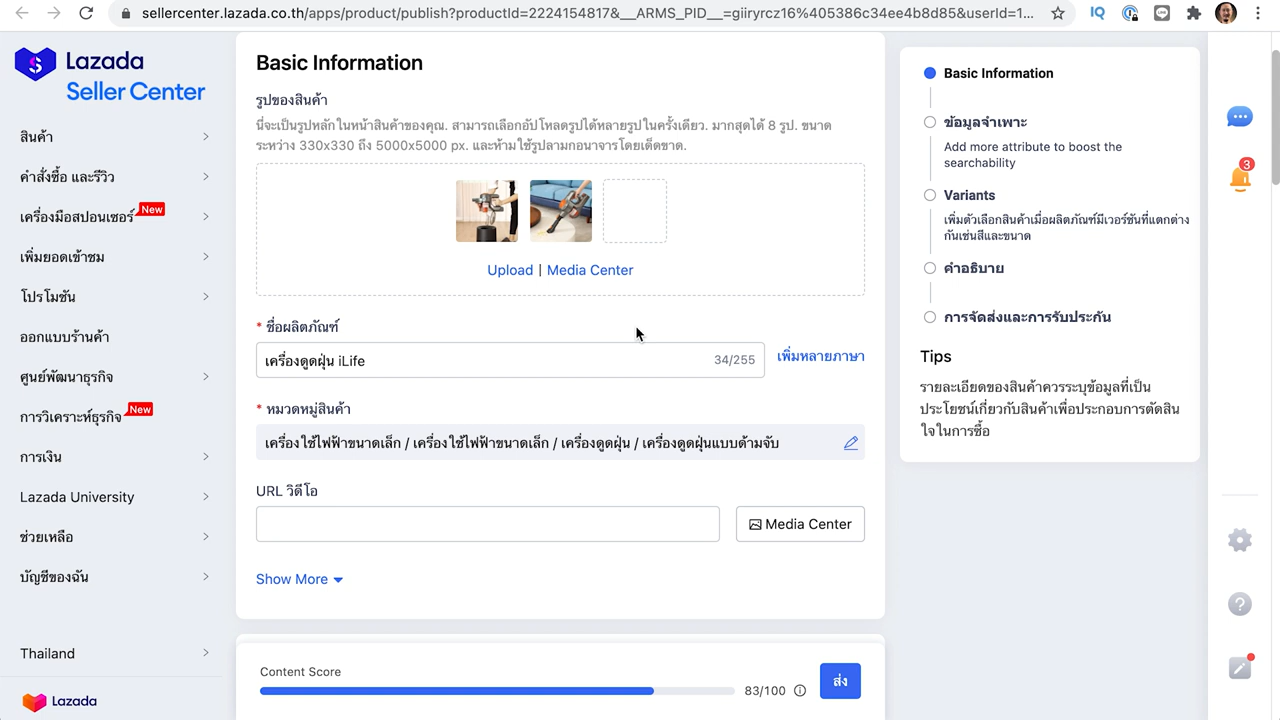 sellercenter.lazada.co.th/apps/product/publish?productId=2224154817&__ARMS_PID__=giiryrcz16%405386c34ee4b8d85&userId=1...
IQ
Lazada
Seller Center
สินค้า
คำสั่งซื้อ และรีวิว
เครื่องมือสปอนเซอร์ New
เพิ่มยอดเข้าชม
โปรโมชัน
ออกแบบร้านค้า
ศูนย์พัฒนาธุรกิจ
การวิเคราะห์ธุรกิจ New
การเงิน
Lazada University
ช่วยเหลือ
บัญชีของฉัน
Thailand
Lazada
Basic Information
รูปของสินค้า
นี่จะเป็นรูปหลักในหน้าสินค้าของคุณ. สามารถเลือกอัปโหลดรูปได้หลายรูปในครั้งเดียว. มากสุดได้ 8 รูป. ขนาด
ระหว่าง 330x330 ถึง 5000x5000 px. และห้ามใช้รูปลามกอนาจารโดยเด็ดขาด.
Upload | Media Center
* ชื่อผลิตภัณฑ์
เครื่องดูดฝุ่น iLife 34/255 เพิ่มหลายภาษา
* หมวดหมู่สินค้า
เครื่องใช้ไฟฟ้าขนาดเล็ก / เครื่องใช้ไฟฟ้าขนาดเล็ก / เครื่องดูดฝุ่น / เครื่องดูดฝุ่นแบบด้ามจับ
URL วิดีโอ
Media Center
Show More
Content Score
83/100
ส่ง
Basic Information
ข้อมูลจำเพาะ
Add more attribute to boost the
searchability
Variants
เพิ่มตัวเลือกสินค้าเมื่อผลิตภัณฑ์มีเวอร์ชันที่แตกต่าง
กันเช่นสีและขนาด
คำอธิบาย
การจัดส่งและการรับประกัน
Tips
รายละเอียดของสินค้าควรระบุข้อมูลที่เป็น
ประโยชน์เกี่ยวกับสินค้าเพื่อประกอบการตัดสิน
ใจในการซื้อ
3